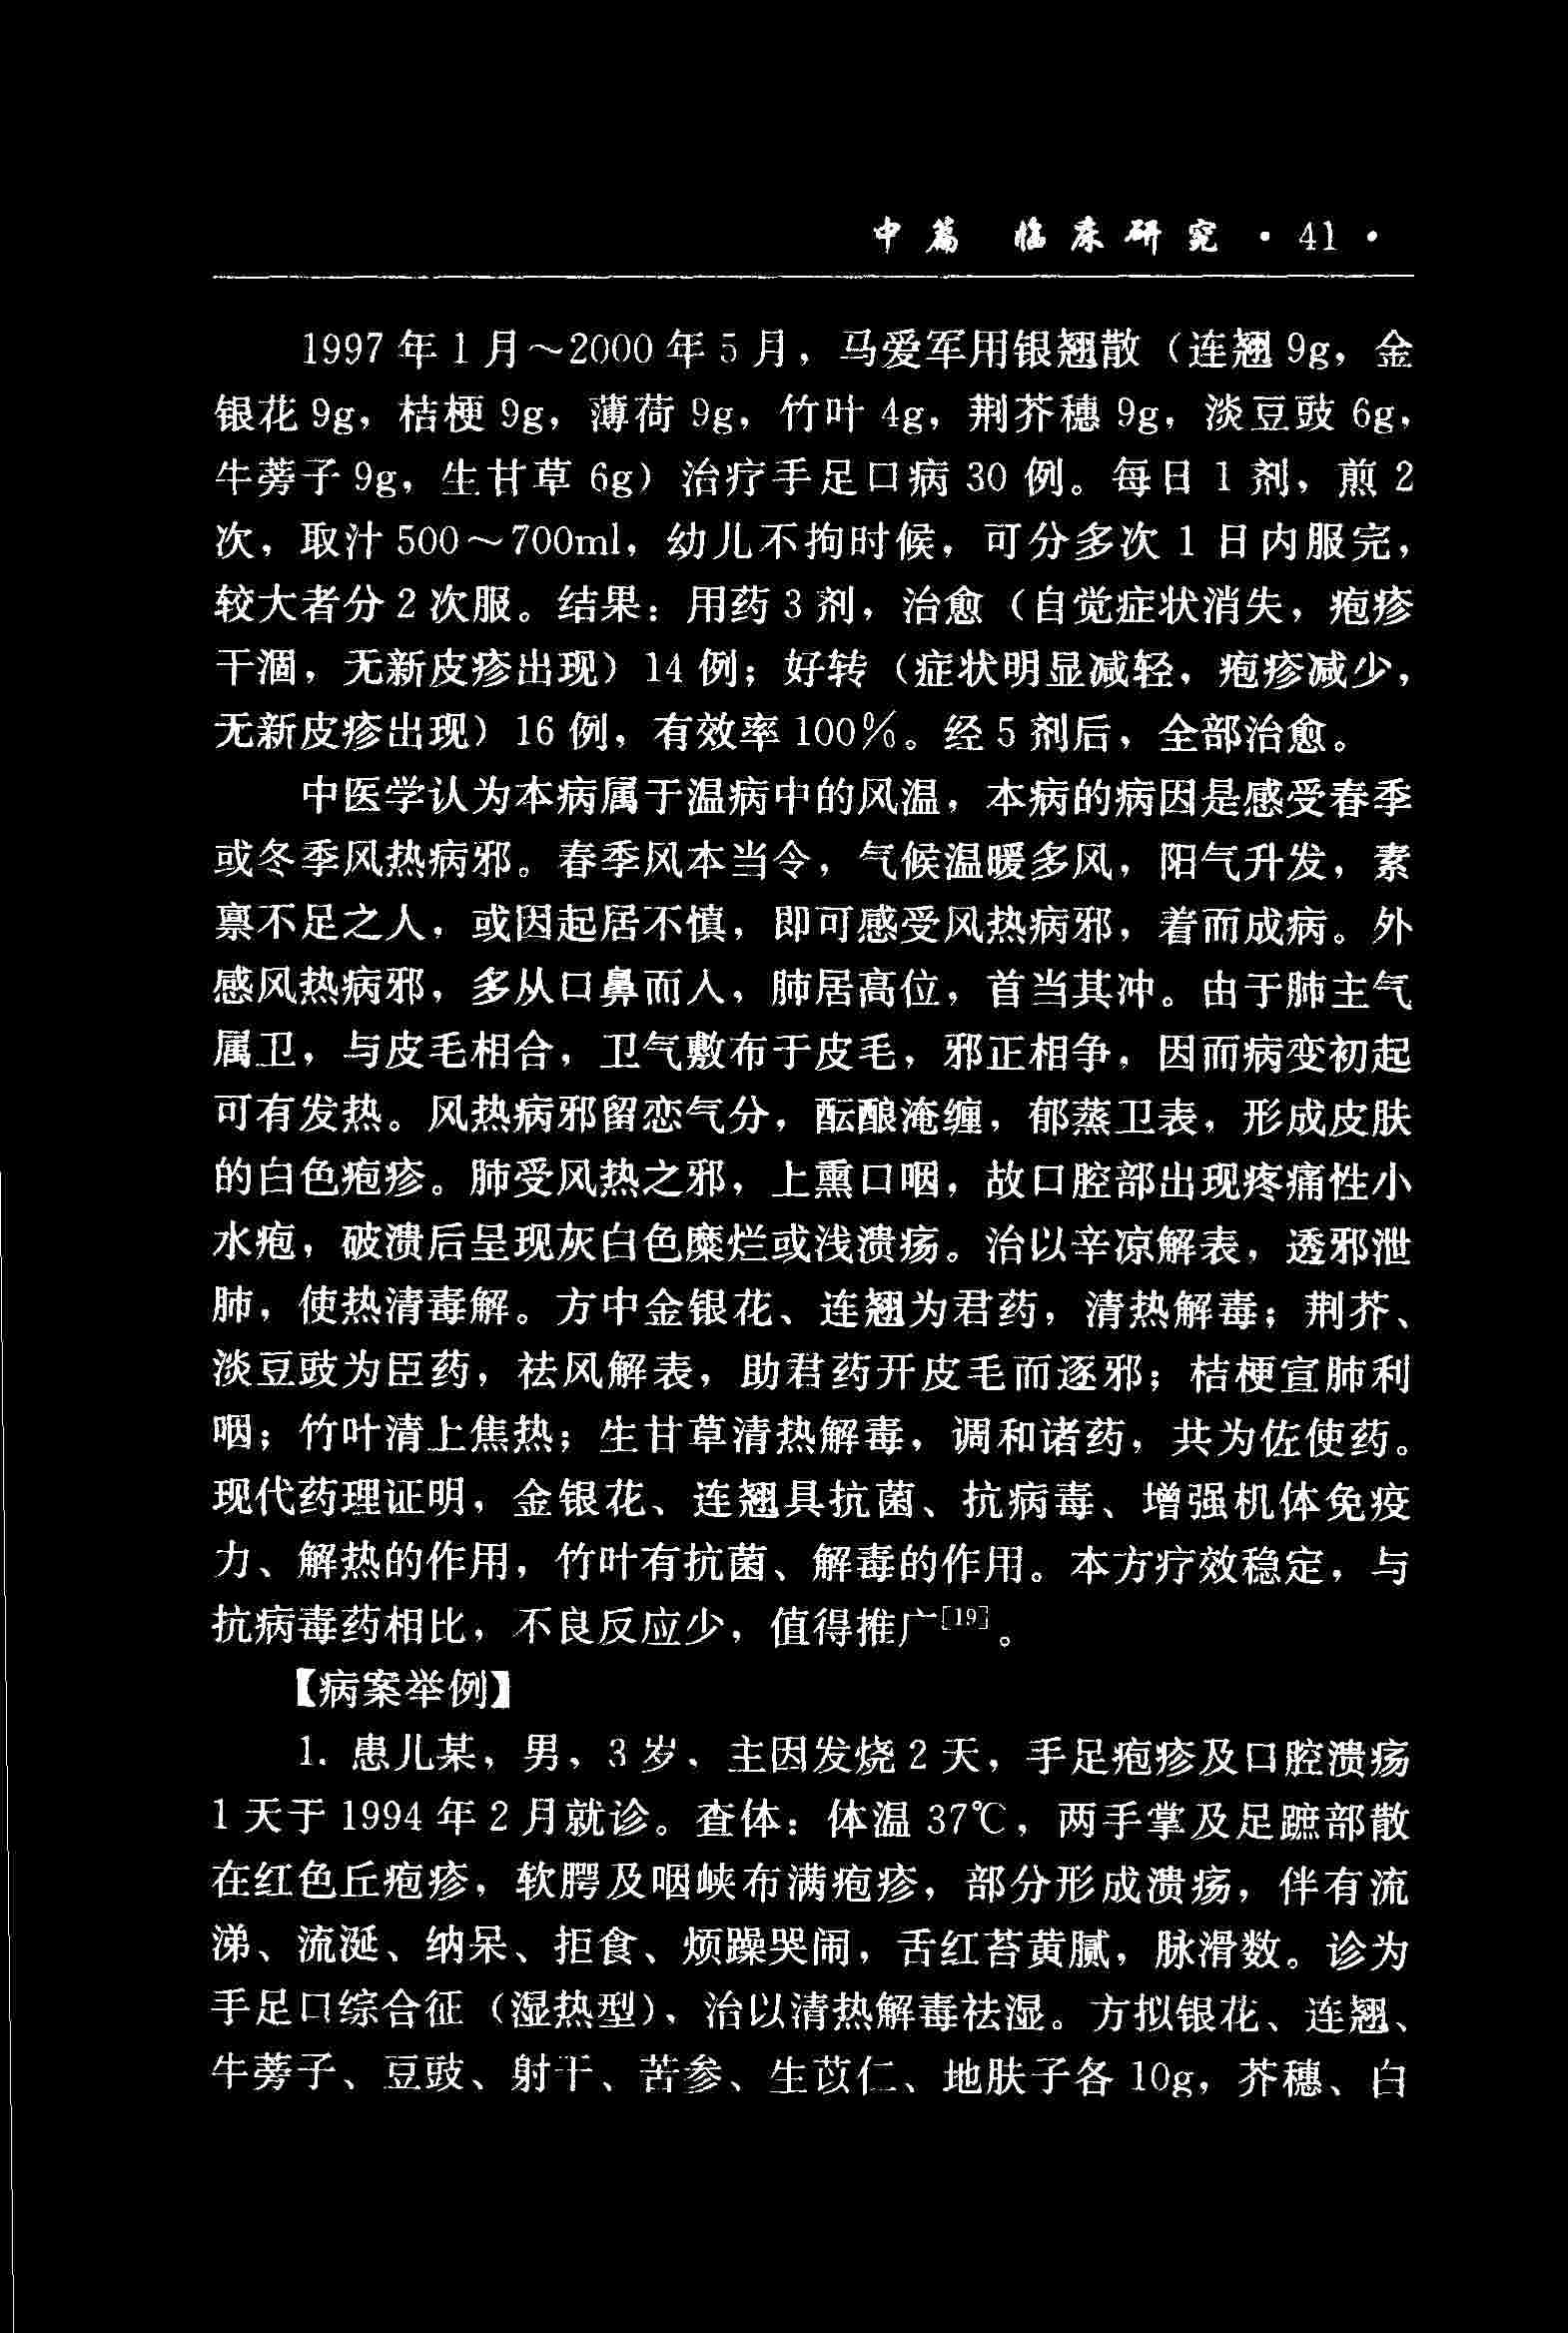 中篇 临床研究 · 41 ·
1997年1月～2000年5月，马爱军用银翘散（连翘9g，金
银花9g，桔梗9g，薄荷9g，竹叶4g，荆芥穗9g，淡豆豉6g，
牛蒡子9g，生甘草6g）治疗手足口病30例。每日1剂，煎2
次，取汁500～700ml，幼儿不拘时候，可分多次1日内服完，
较大者分2次服。结果：用药3剂，治愈（自觉症状消失，疱疹
干涸，无新皮疹出现）14例；好转（症状明显减轻，疱疹减少，
无新皮疹出现）16例，有效率100%。经5剂后，全部治愈。
中医学认为本病属于温病中的风温，本病的病因是感受春季
或冬季风热病邪。春季风本当令，气候温暖多风，阳气升发，素
禀不足之人，或因起居不慎，即可感受风热病邪，着而成病。外
感风热病邪，多从口鼻而人，肺居高位，首当其冲。由于肺主气
属卫，与皮毛相合，卫气敷布于皮毛，邪正相争，因而病变初起
可有发热。风热病邪留恋气分，酝酿淹缠，郁蒸卫表，形成皮肤
的白色疱疹。肺受风热之邪，上熏口咽，故口腔部出现疼痛性小
水疱，破溃后呈现灰白色糜烂或浅溃疡。治以辛凉解表，透邪泄
肺，使热清毒解。方中金银花、连翘为君药，清热解毒；荆芥、
淡豆豉为臣药，祛风解表，助君药开皮毛而逐邪；桔梗宣肺利
咽；竹叶清上焦热；生甘草清热解毒，调和诸药，共为佐使药。
现代药理证明，金银花、连翘具抗菌、抗病毒、增强机体免疫
力、解热的作用，竹叶有抗菌、解毒的作用。本方疗效稳定，与
抗病毒药相比，不良反应少，值得推广[19]。
【病案举例】
1. 患儿某，男，3岁，主因发烧2天，手足疱疹及口腔溃疡
1天于1994年2月就诊。查体：体温37℃，两手掌及足蹠部散
在红色丘疱疹，软腭及咽峡布满疱疹，部分形成溃疡，伴有流
涕、流涎、纳呆、拒食、烦躁哭闹，舌红苔黄腻，脉滑数。诊为
手足口综合征（湿热型），治以清热解毒祛湿。方拟银花、连翘、
牛蒡子、豆豉、射干、苦参、生苡仁、地肤子各10g，芥穗、白